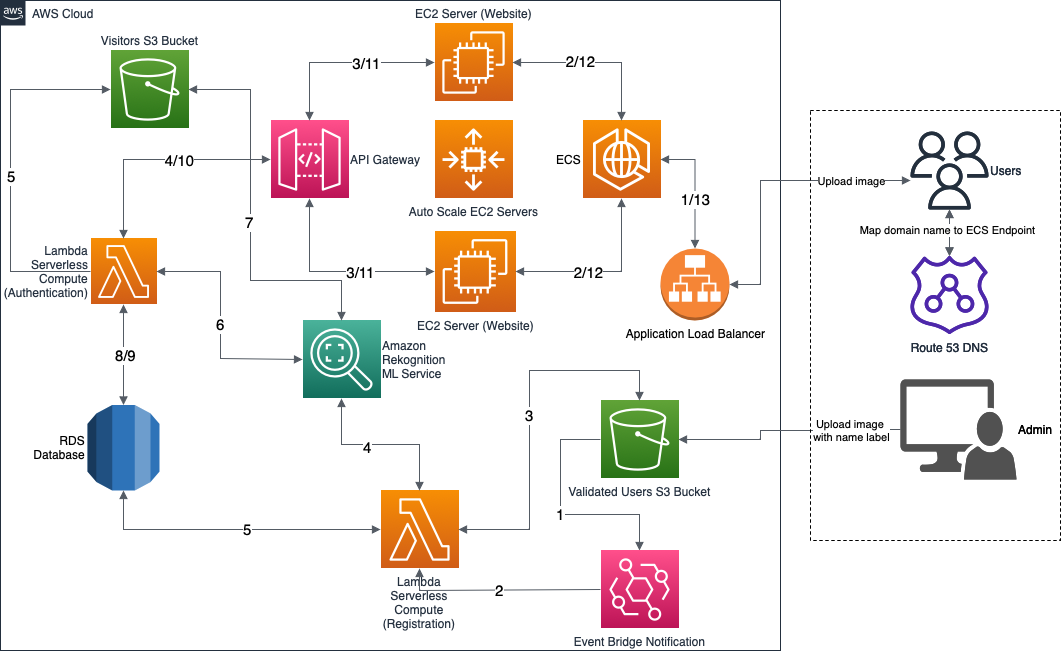 aws
AWS Cloud
EC2 Server (Website)
Visitors S3 Bucket
3/11
2/12
4/10
API Gateway
ECS
Upload image
Users
5
1/13
Auto Scale EC2 Servers
7
Map domain name to ECS Endpoint
Lambda
Serverless
Compute
(Authentication)
3/11
2/12
6
EC2 Server (Website)
Application Load Balancer
Route 53 DNS
Amazon
Rekognition
ML Service
8/9
3
RDS
Database
4
Upload image
with name label
Admin
Validated Users S3 Bucket
1
5
Lambda
Serverless
Compute
(Registration)
2
Event Bridge Notification